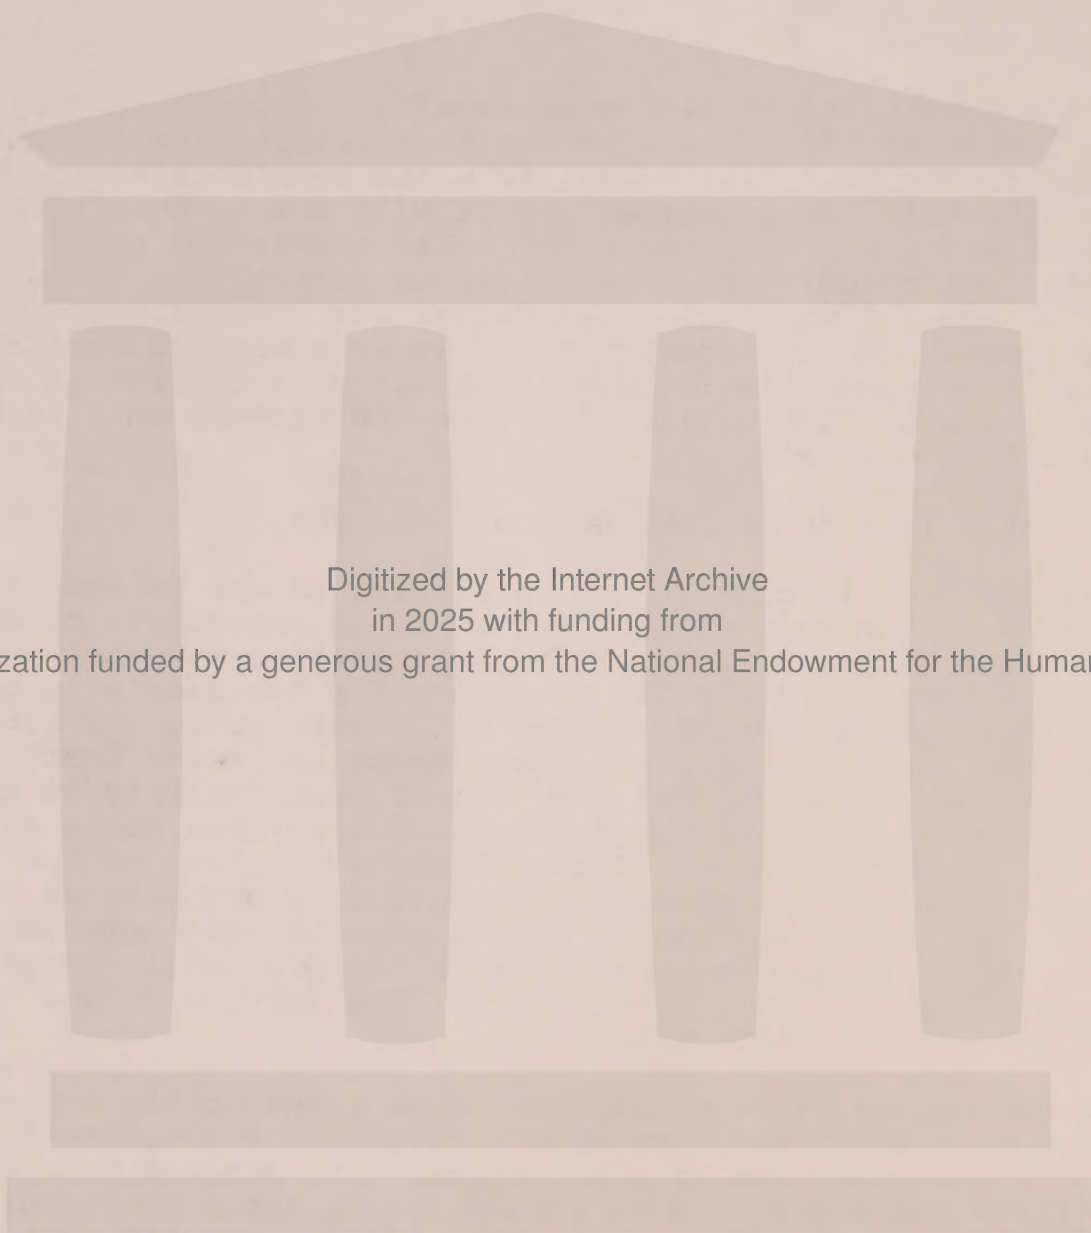 Digitized by the Internet Archive
in 2025 with funding from
zation funded by a generous grant from the National Endowment for the Human